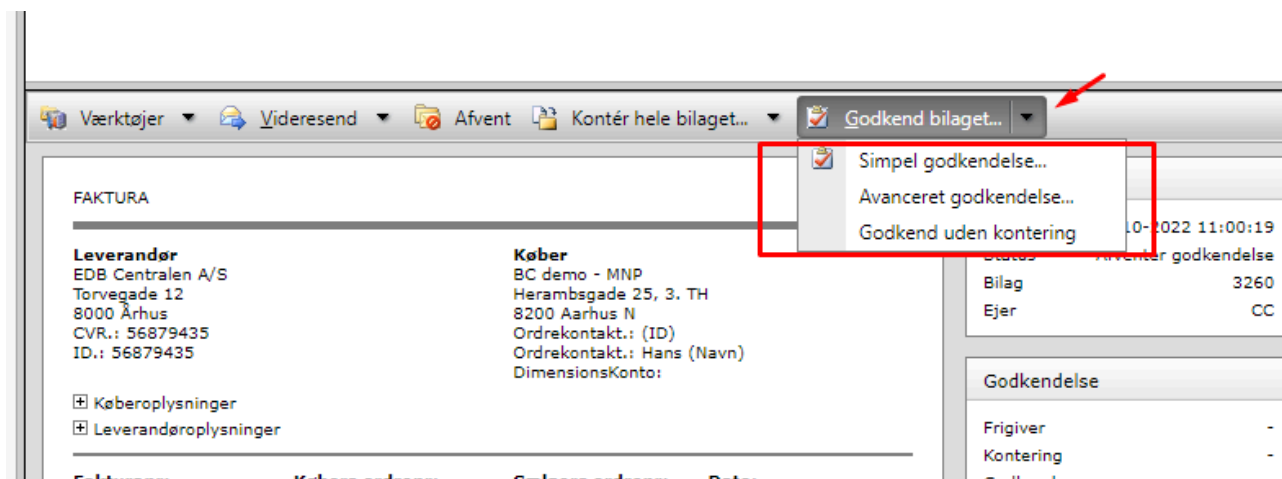 Værktøjer Videresend Afvent Kontér hele bilaget... Godkend bilaget...
Simpel godkendelse...
Avanceret godkendelse...
Godkend uden kontering
FAKTURA
Leverandør
EDB Centralen A/S
Torvegade 12
8000 Århus
CVR.: 56879435
ID.: 56879435
Køber
BC demo - MNP
Herambsgade 25, 3. TH
8200 Aarhus N
Ordrekontakt.: (ID)
Ordrekontakt.: Hans (Navn)
DimensionsKonto:
Køberoplysninger
Leverandøroplysninger
10-2022 11:00:19
Status Afventer godkendelse
Bilag 3260
Ejer CC
Godkendelse
Frigiver -
Kontering -